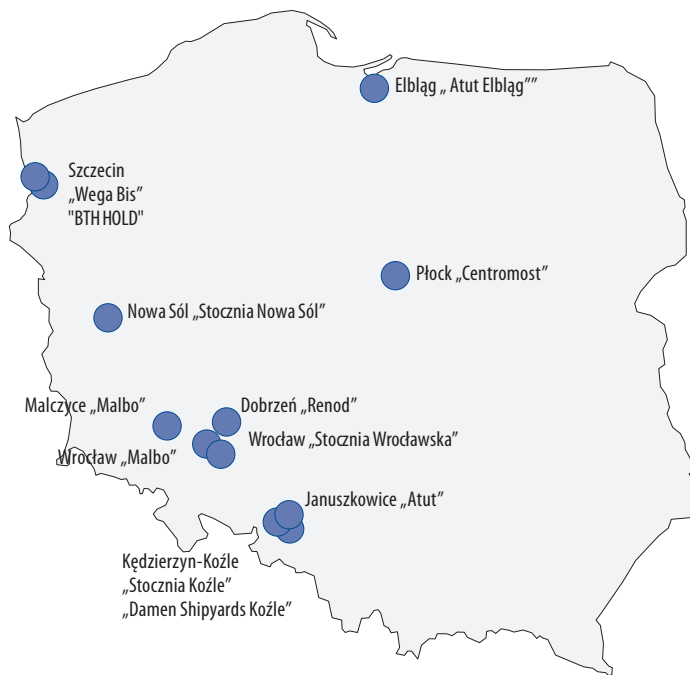 Elbląg „ Atut Elbląg””
Szczecin
„Wega Bis”
"BTH HOLD"
Płock „Centromost”
Nowa Sól „Stocznia Nowa Sól”
Malczyce „Malbo”
Dobrzeń „Renod”
Wrocław „Stocznia Wrocławska”
Wrocław „Malbo”
Januszkowice „Atut”
Kędzierzyn-Koźle
„Stocznia Koźle”
„Damen Shipyards Koźle”